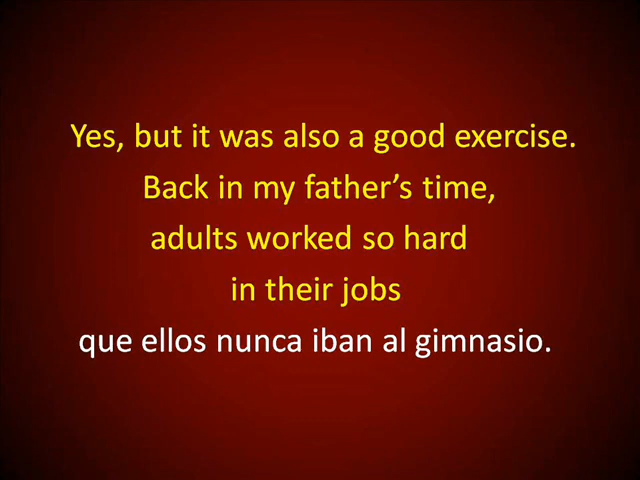 Yes, but it was also a good exercise.
Back in my father’s time,
adults worked so hard
in their jobs
que ellos nunca iban al gimnasio.